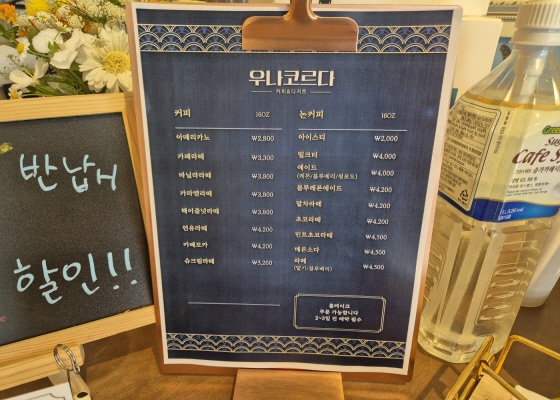 반납시
할인!!
우나코르다
커피&디저트
커피 16OZ
아메리카노 ₩2,800
카페라떼 ₩3,300
바닐라라떼 ₩3,800
카라멜라떼 ₩3,800
헤이즐넛라떼 ₩3,800
연유라떼 ₩4,200
카페모카 ₩4,200
슈크림라떼 ₩5,200
논커피 16OZ
아이스티 ₩2,000
밀크티 ₩4,000
에이드 ₩4,000
(레몬/블루베리/청포도)
블루레몬에이드 ₩4,200
말차라떼 ₩4,200
초코라떼 ₩4,200
민트초코라떼 ₩4,500
레몬소다 ₩4,500
라떼 ₩4,500
(딸기/블루베리)
홀케이크
주문 가능합니다
2~3일 전 예약 필수
Cafe